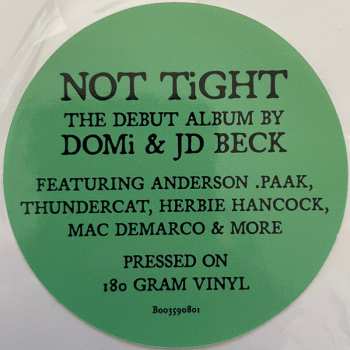 NOT TiGHT
THE DEBUT ALBUM BY
DOMi & JD BECK
FEATURING ANDERSON .PAAK,
THUNDERCAT, HERBIE HANCOCK,
MAC DEMARCO & MORE
PRESSED ON
180 GRAM VINYL
B003590801